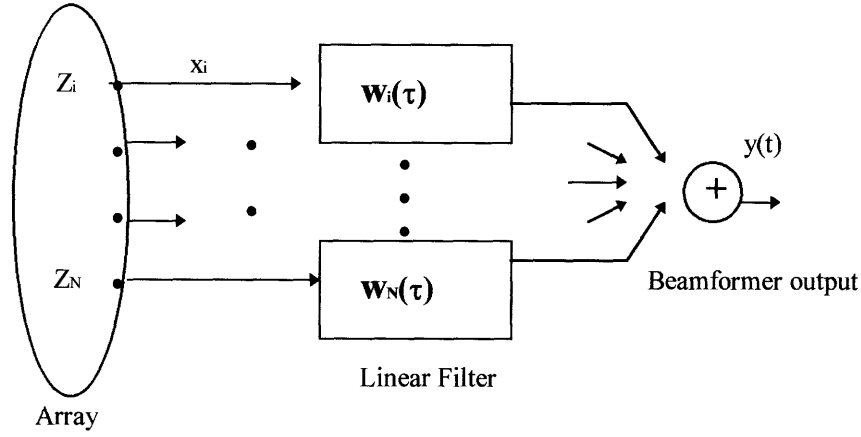 Zi
xi
wi(τ)
y(t)
+
ZN
wN(τ)
Beamformer output
Linear Filter
Array